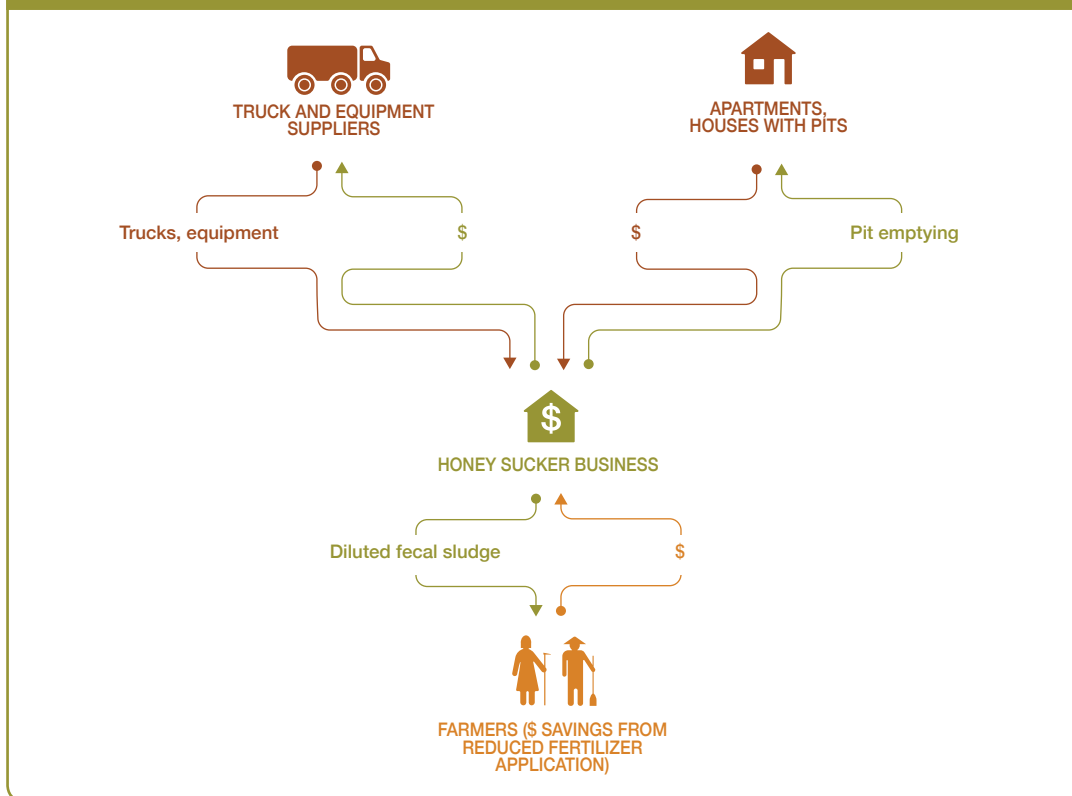 TRUCK AND EQUIPMENT
SUPPLIERS
APARTMENTS,
HOUSES WITH PITS
Trucks, equipment
$
$
Pit emptying
$
HONEY SUCKER BUSINESS
Diluted fecal sludge
$
FARMERS ($ SAVINGS FROM
REDUCED FERTILIZER
APPLICATION)